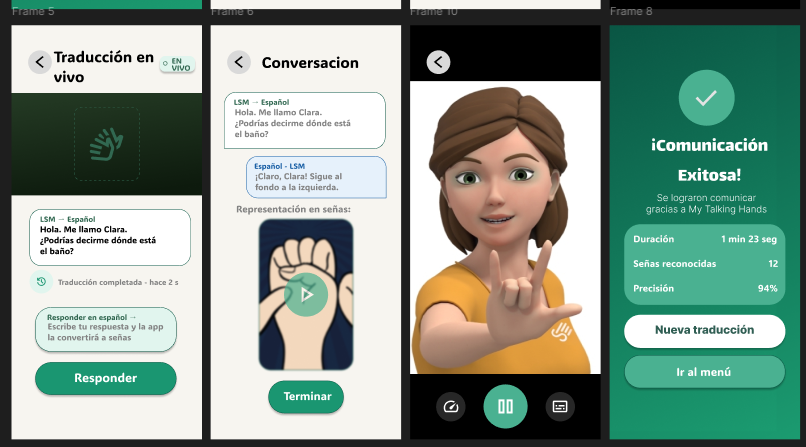 Frame 5
Traducción en
vivo
EN
VIVO
LSM → Español
Hola. Me llamo Clara.
¿Podrías decirme dónde está
el baño?
Traducción completada - hace 2 s
Responder en español →
Escribe tu respuesta y la app
la convertirá a señas
Responder
Frame 6
Conversacion
LSM → Español
Hola. Me llamo Clara.
¿Podrías decirme dónde está
el baño?
Español - LSM
¡Claro, Clara! Sigue al
fondo a la izquierda.
Representación en señas:
Terminar
Frame 10
Frame 8
¡Comunicación
Exitosa!
Se lograron comunicar
gracias a My Talking Hands
Duración 1 min 23 seg
Señas reconocidas 12
Precisión 94%
Nueva traducción
Ir al menú